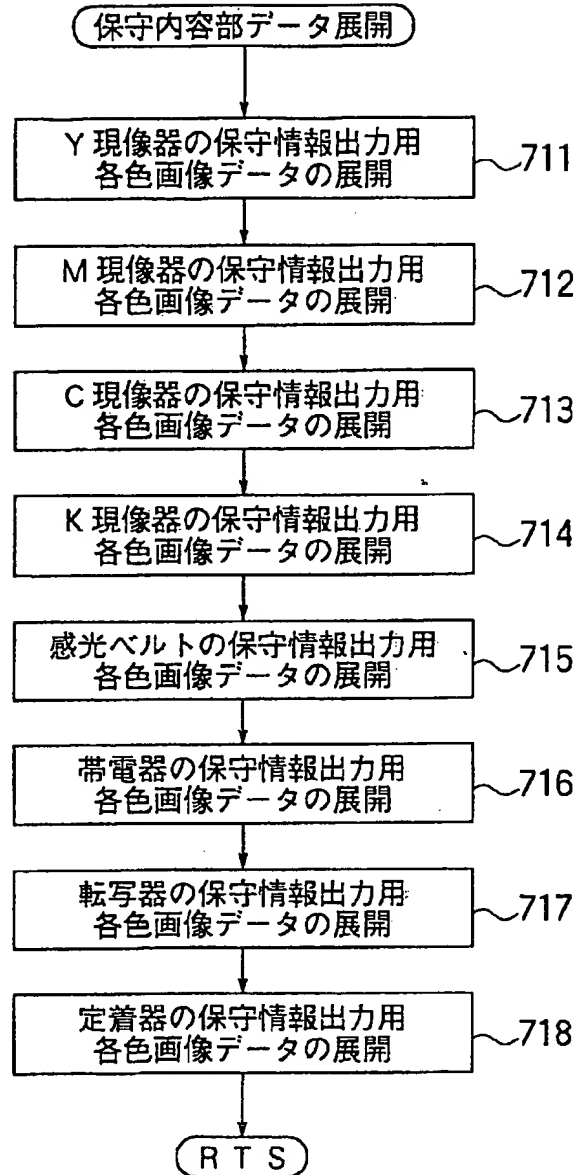 保守内容部データ展開
Y 現像器の保守情報出力用
各色画像データの展開
711
M 現像器の保守情報出力用
各色画像データの展開
712
C 現像器の保守情報出力用
各色画像データの展開
713
K 現像器の保守情報出力用
各色画像データの展開
714
感光ベルトの保守情報出力用
各色画像データの展開
715
帯電器の保守情報出力用
各色画像データの展開
716
転写器の保守情報出力用
各色画像データの展開
717
定着器の保守情報出力用
各色画像データの展開
718
R T S